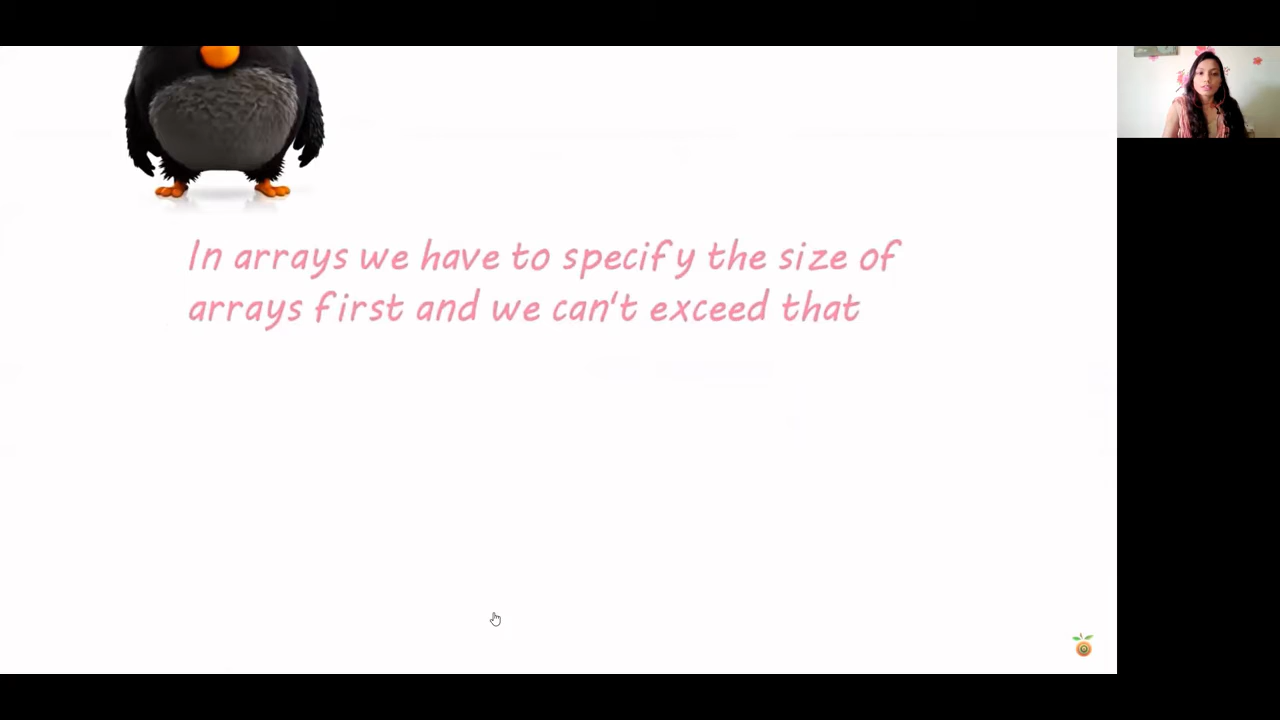 In arrays we have to specify the size of
arrays first and we can't exceed that